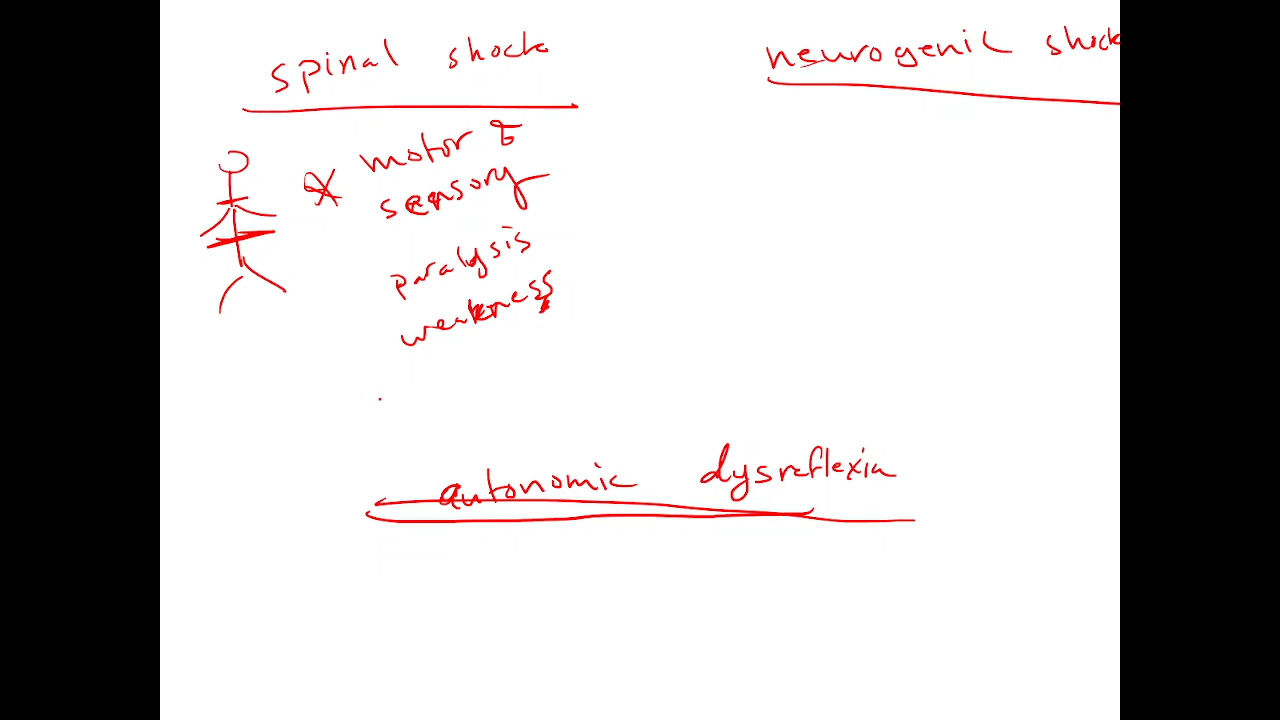 spinal shock
neurogenic shock
motor &
sensory
paralysis
weakness
autonomic dysreflexia